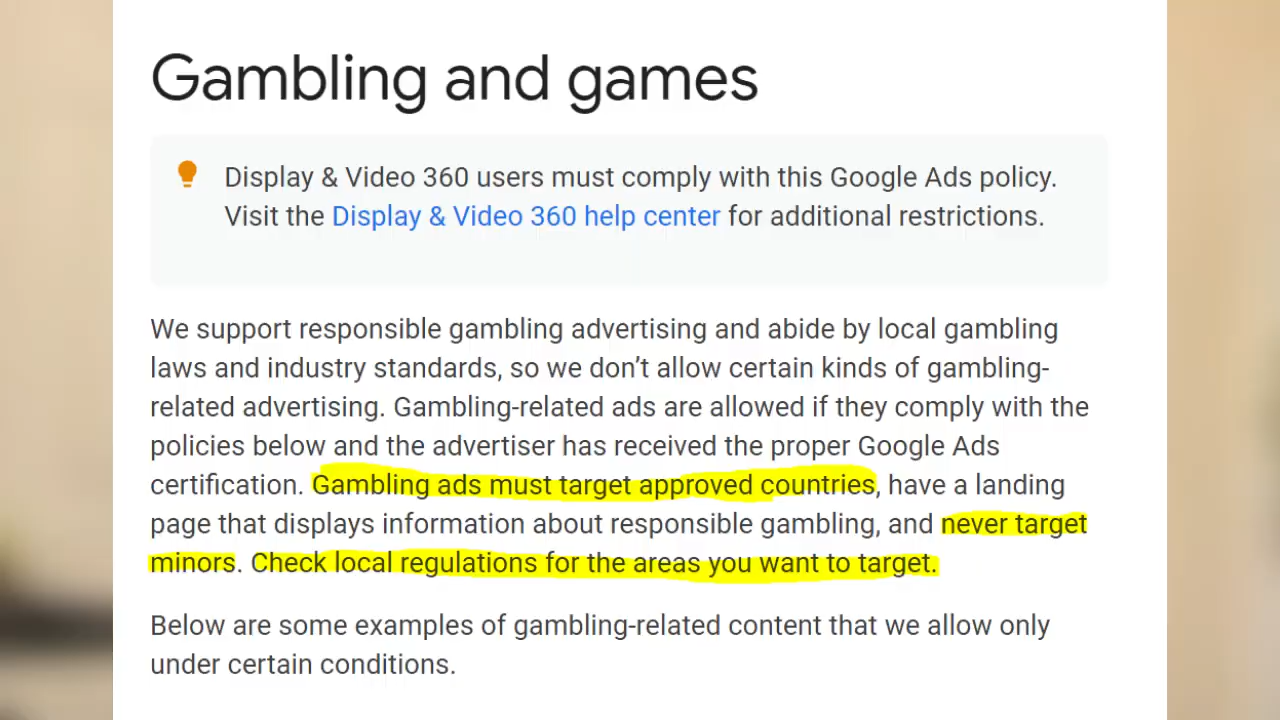 Gambling and games
Display & Video 360 users must comply with this Google Ads policy.
Visit the Display & Video 360 help center for additional restrictions.
We support responsible gambling advertising and abide by local gambling
laws and industry standards, so we don’t allow certain kinds of gambling-
related advertising. Gambling-related ads are allowed if they comply with the
policies below and the advertiser has received the proper Google Ads
certification. Gambling ads must target approved countries, have a landing
page that displays information about responsible gambling, and never target
minors. Check local regulations for the areas you want to target.
Below are some examples of gambling-related content that we allow only
under certain conditions.